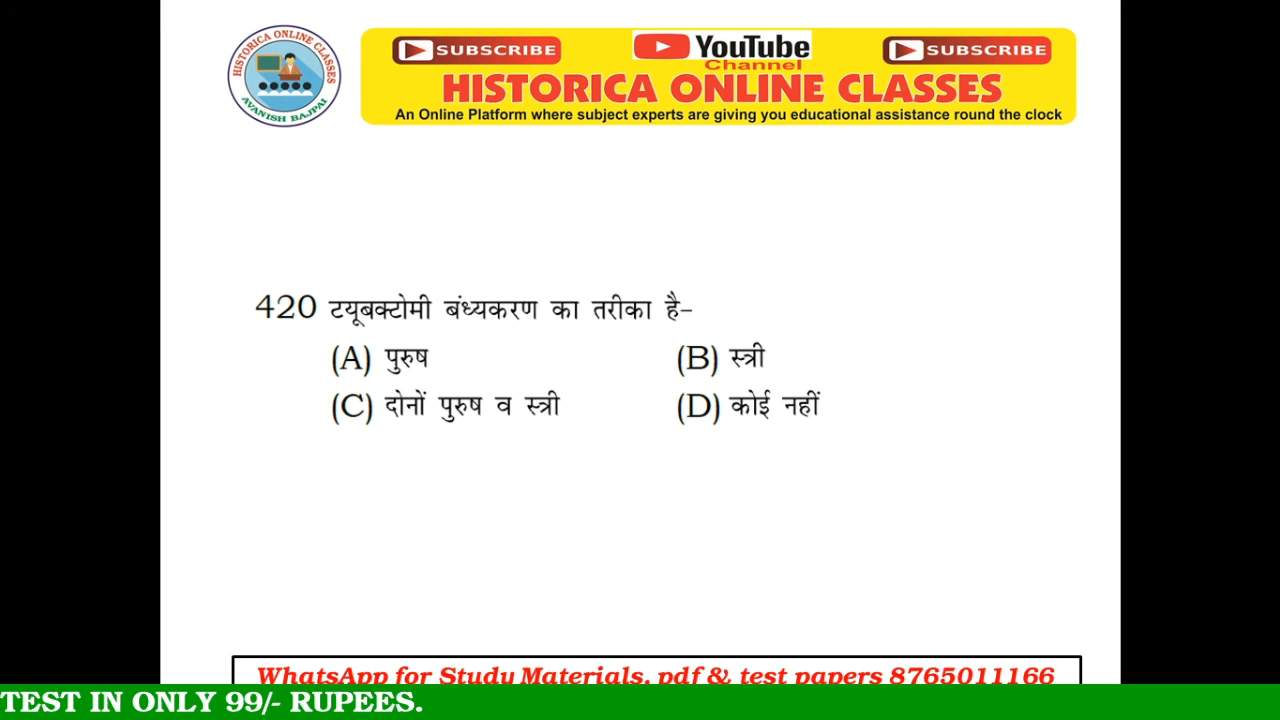 HISTORICA ONLINE CLASSES
AVANISH BAJPAI
SUBSCRIBE
YouTube
SUBSCRIBE
Channel
HISTORICA ONLINE CLASSES
An Online Platform where subject experts are giving you educational assistance round the clock
420 टयूबक्टोमी बंध्यकरण का तरीका है-
(A) पुरुष (B) स्त्री
(C) दोनों पुरुष व स्त्री (D) कोई नहीं
WhatsApp for Study Materials, pdf & test papers 8765011166
TEST IN ONLY 99/- RUPEES.